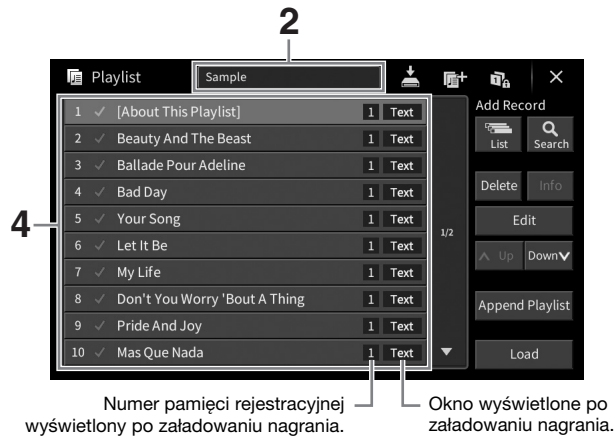 2
Playlist Sample
Add Record
1 [About This Playlist] 1 Text
2 Beauty And The Beast 1 Text
3 Ballade Pour Adeline 1 Text
4 Bad Day 1 Text
5 Your Song 1 Text
6 Let It Be 1 Text
7 My Life 1 Text
8 Don't You Worry 'Bout A Thing 1 Text
9 Pride And Joy 1 Text
10 Mas Que Nada 1 Text
4
1/2
List Search
Delete Info
Edit
Up Down
Append Playlist
Load
Numer pamięci rejestracyjnej
wyświetlony po załadowaniu nagrania.
Okno wyświetlone po
załadowaniu nagrania.